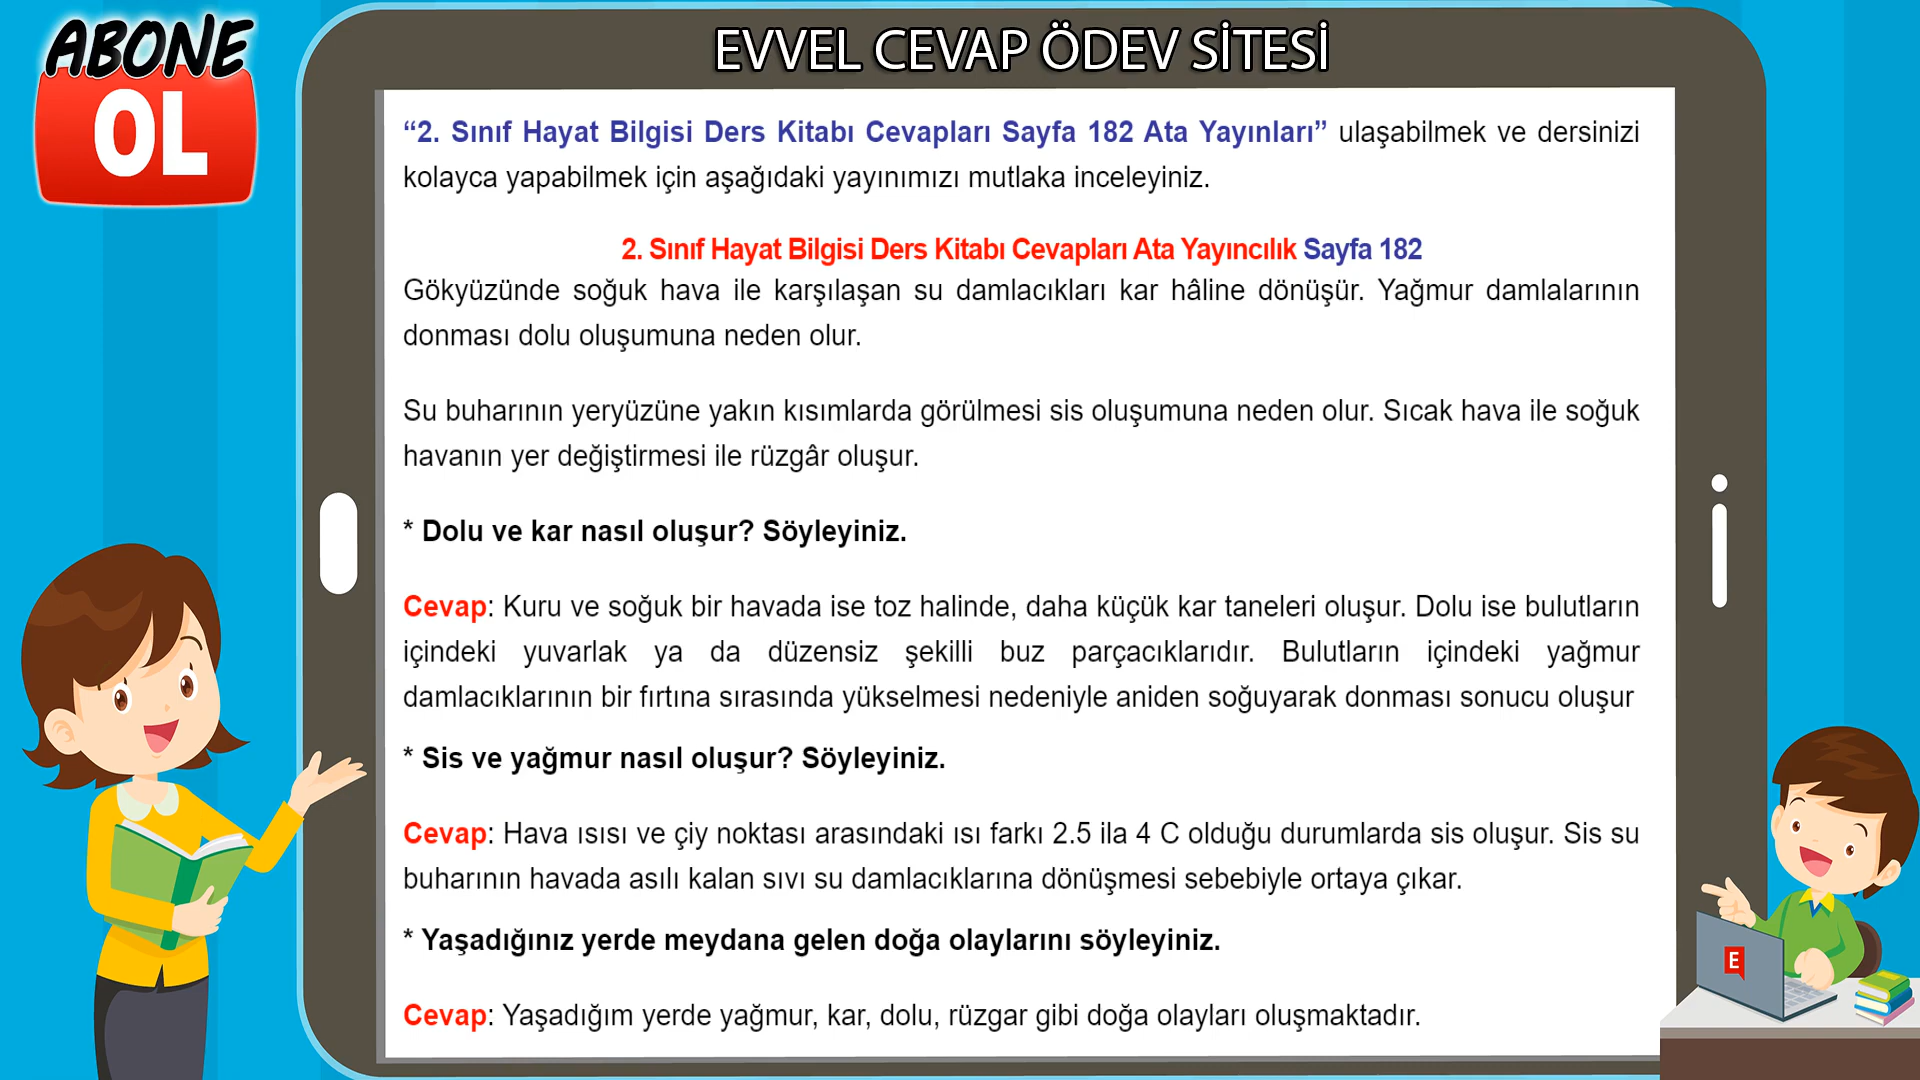 ABONE
OL
EVVEL CEVAP ÖDEV SİTESİ
“2. Sınıf Hayat Bilgisi Ders Kitabı Cevapları Sayfa 182 Ata Yayınları” ulaşabilmek ve dersinizi
kolayca yapabilmek için aşağıdaki yayınımızı mutlaka inceleyiniz.
2. Sınıf Hayat Bilgisi Ders Kitabı Cevapları Ata Yayıncılık Sayfa 182
Gökyüzünde soğuk hava ile karşılaşan su damlacıkları kar hâline dönüşür. Yağmur damlalarının
donması dolu oluşumuna neden olur.
Su buharının yeryüzüne yakın kısımlarda görülmesi sis oluşumuna neden olur. Sıcak hava ile soğuk
havanın yer değiştirmesi ile rüzgâr oluşur.
* Dolu ve kar nasıl oluşur? Söyleyiniz.
Cevap: Kuru ve soğuk bir havada ise toz halinde, daha küçük kar taneleri oluşur. Dolu ise bulutların
içindeki yuvarlak ya da düzensiz şekilli buz parçacıklarıdır. Bulutların içindeki yağmur
damlacıklarının bir fırtına sırasında yükselmesi nedeniyle aniden soğuyarak donması sonucu oluşur
* Sis ve yağmur nasıl oluşur? Söyleyiniz.
Cevap: Hava ısısı ve çiy noktası arasındaki ısı farkı 2.5 ila 4 C olduğu durumlarda sis oluşur. Sis su
buharının havada asılı kalan sıvı su damlacıklarına dönüşmesi sebebiyle ortaya çıkar.
* Yaşadığınız yerde meydana gelen doğa olaylarını söyleyiniz.
Cevap: Yaşadığım yerde yağmur, kar, dolu, rüzgar gibi doğa olayları oluşmaktadır.
E